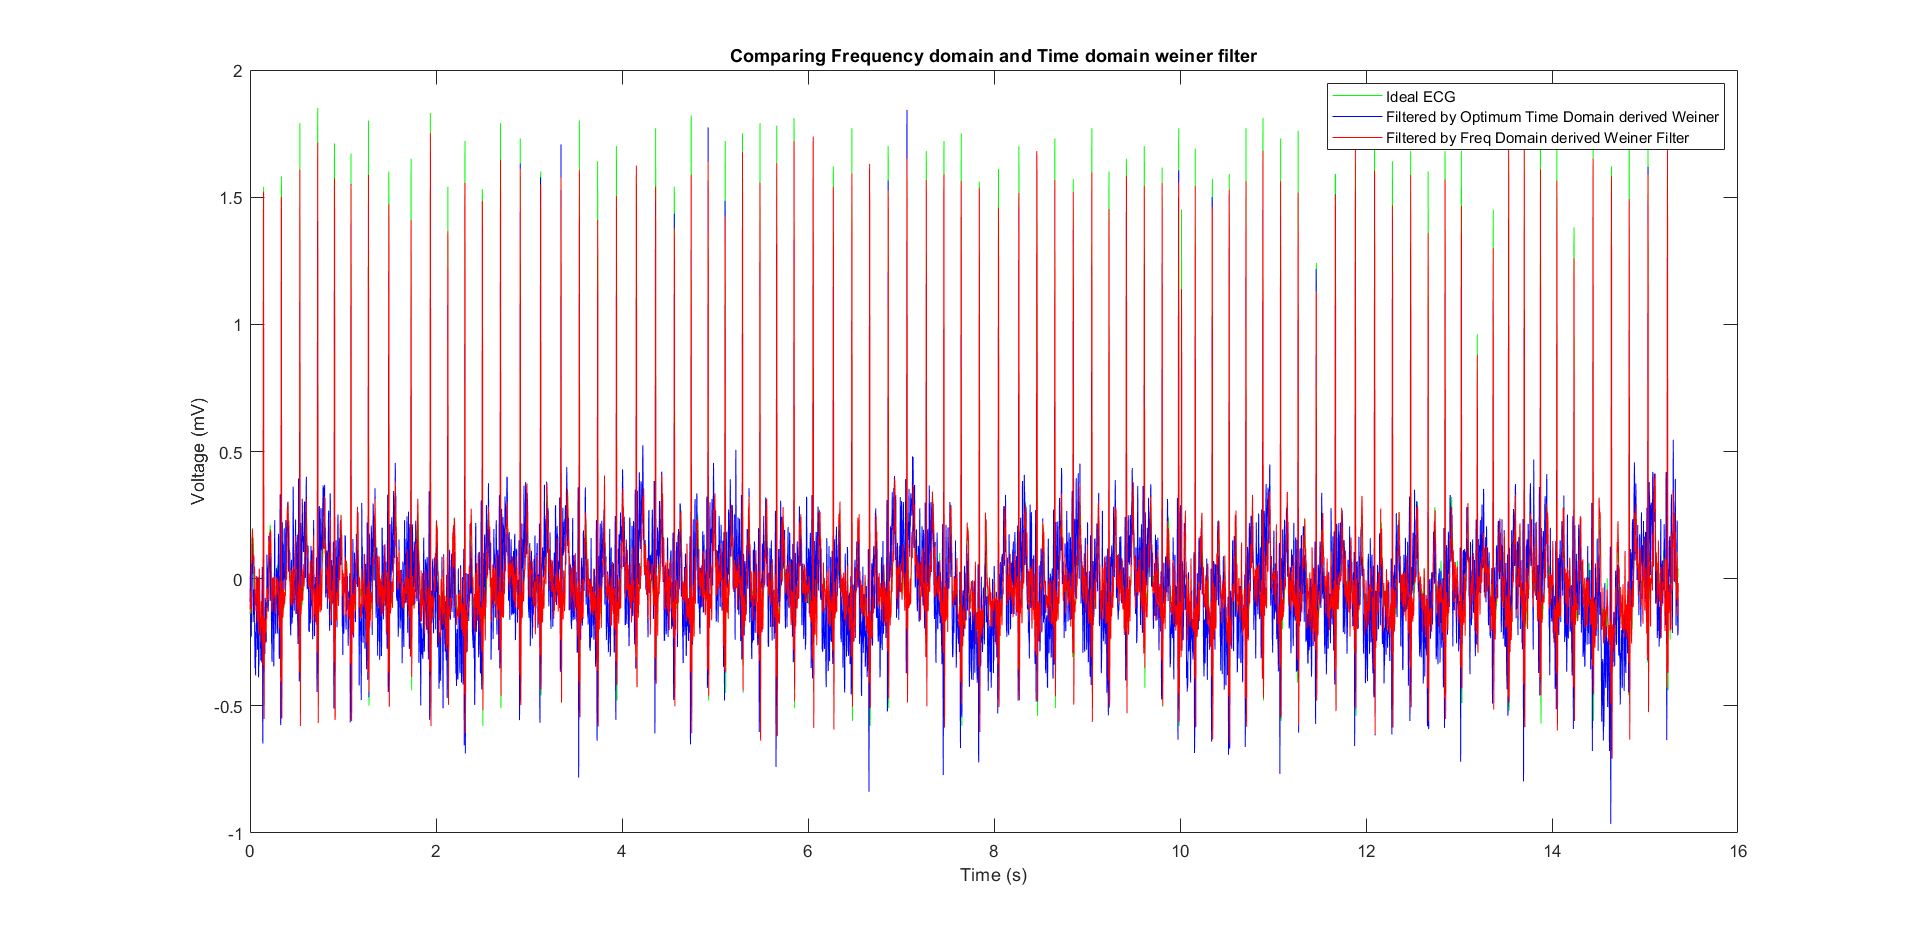 Comparing Frequency domain and Time domain weiner filter
Ideal ECG
Filtered by Optimum Time Domain derived Weiner
Filtered by Freq Domain derived Weiner Filter
Voltage (mV)
2
1.5
1
0.5
0
-0.5
-1
0 2 4 6 8 10 12 14 16
Time (s)